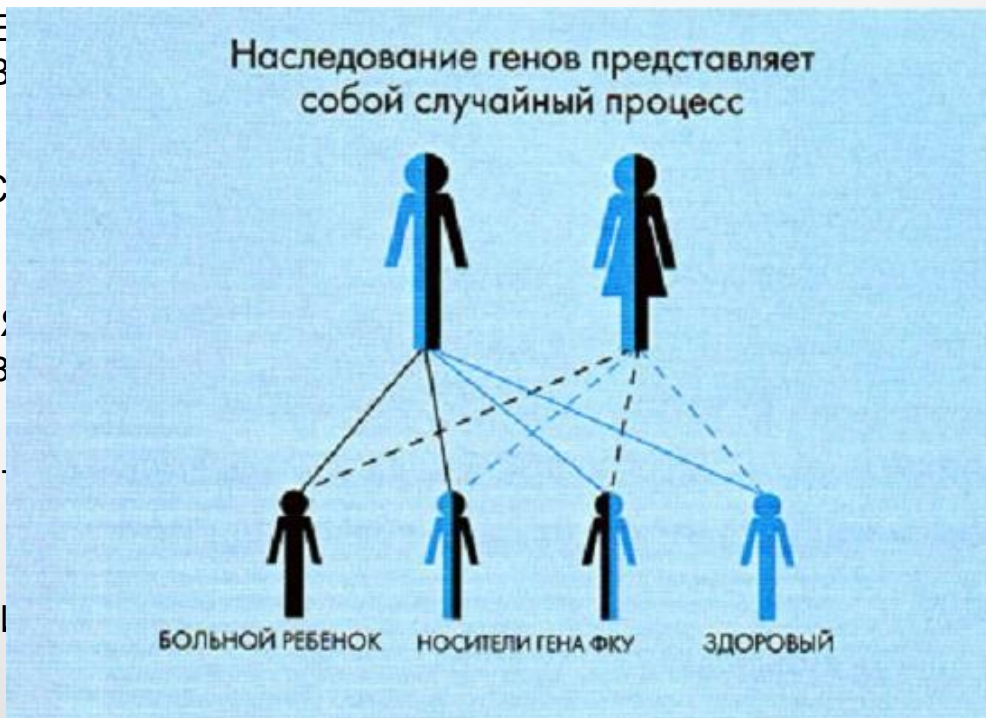 Наследование генов представляет
собой случайный процесс
БОЛЬНОЙ РЕБЕНОК НОСИТЕЛИ ГЕНА ФКУ ЗДОРОВЫЙ